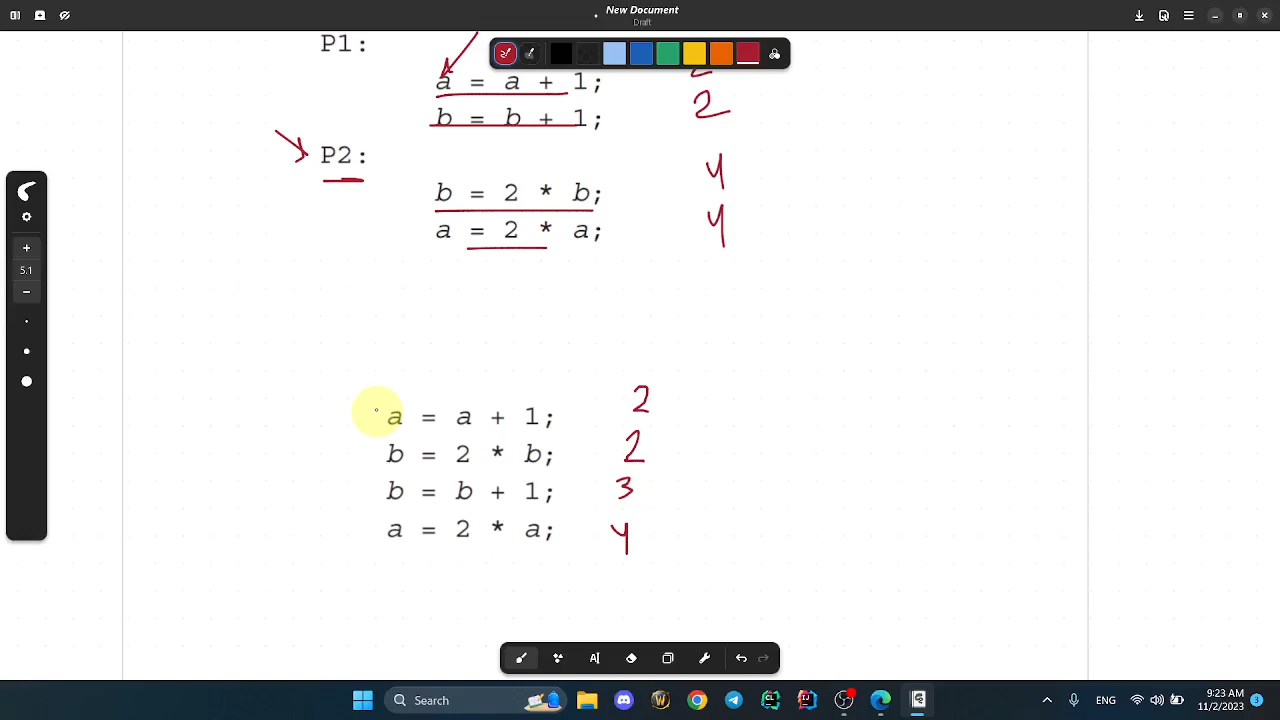 New Document
Draft
P1:
a = a + 1;
b = b + 1; 2
P2:
b = 2 * b; 4
a = 2 * a; 4
5.1
a = a + 1; 2
b = 2 * b; 2
b = b + 1; 3
a = 2 * a; 4
Search
ENG
9:23 AM
11/2/2023
3